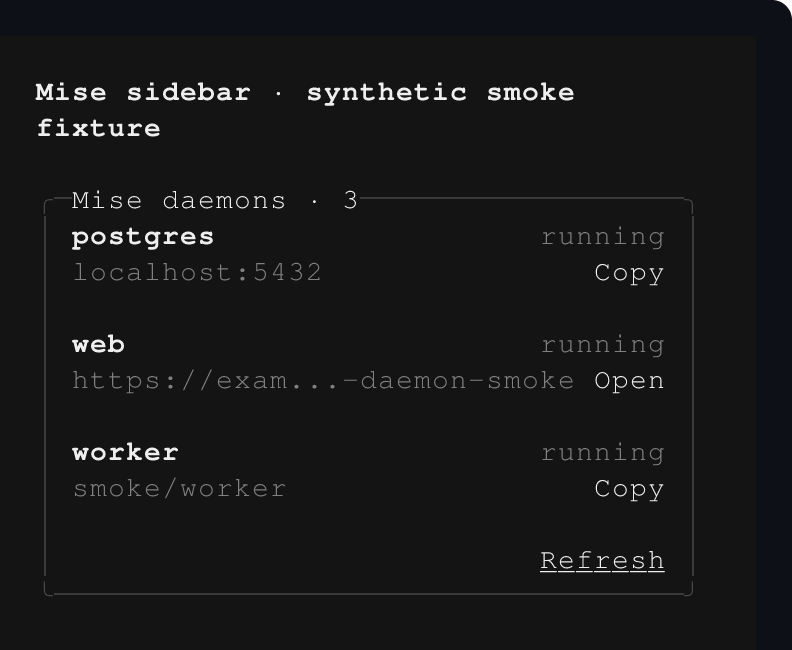 Mise sidebar · synthetic smoke
fixture
Mise daemons · 3
postgres running
localhost:5432 Copy
web running
https://exam...-daemon-smoke Open
worker running
smoke/worker Copy
Refresh